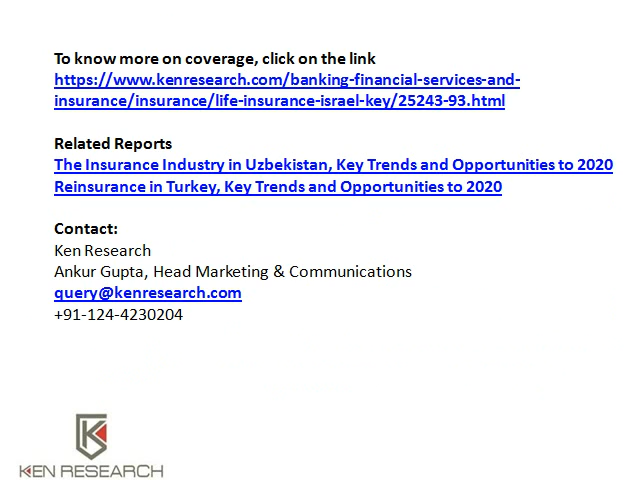 To know more on coverage, click on the link
https://www.kenresearch.com/banking-financial-services-and-
insurance/insurance/life-insurance-israel-key/25243-93.html
Related Reports
The Insurance Industry in Uzbekistan, Key Trends and Opportunities to 2020
Reinsurance in Turkey, Key Trends and Opportunities to 2020
Contact:
Ken Research
Ankur Gupta, Head Marketing & Communications
query@kenresearch.com
+91-124-4230204
KEN RESEARCH